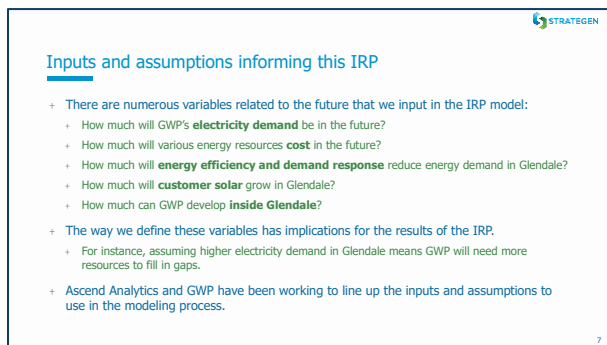 STRATEGEN
Inputs and assumptions informing this IRP
+ There are numerous variables related to the future that we input in the IRP model:
+ How much will GWP's electricity demand be in the future?
+ How much will various energy resources cost in the future?
+ How much will energy efficiency and demand response reduce energy demand in Glendale?
+ How much will customer solar grow in Glendale?
+ How much can GWP develop inside Glendale?
+ The way we define these variables has implications for the results of the IRP.
+ For instance, assuming higher electricity demand in Glendale means GWP will need more
resources to fill in gaps.
+ Ascend Analytics and GWP have been working to line up the inputs and assumptions to
use in the modeling process.
7